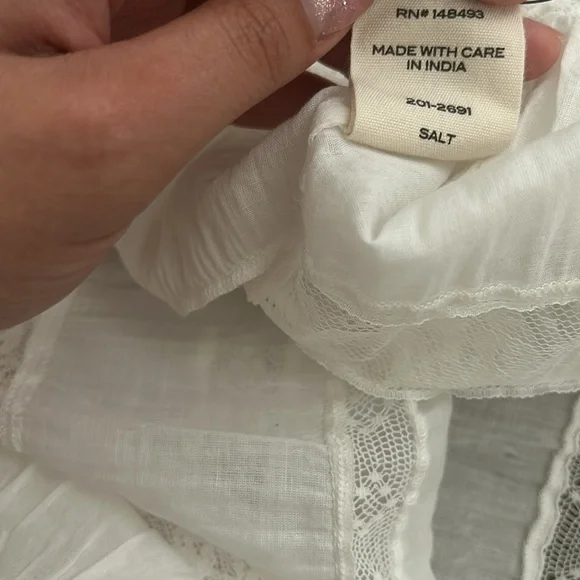 RN# 148493
MADE WITH CARE
IN INDIA
201-2691
SALT